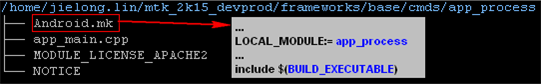 /home/jielong.lin/mtk_2k15_devprod/frameworks/base/cmds/app_process
├── Android.mk
├── app_main.cpp
├── MODULE_LICENSE_APACHE2
└── NOTICE
...
LOCAL_MODULE:= app_process
...
include $(BUILD_EXECUTABLE)